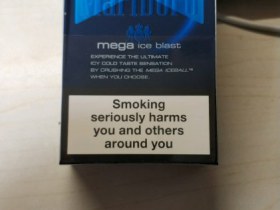 Marlboro
mega ice blast
EXPERIENCE THE ULTIMATE
ICY COLD TASTE SENSATION
BY CRUSHING THE MEGA ICEBALL™
WHEN YOU CHOOSE.
Smoking
seriously harms
you and others
around you